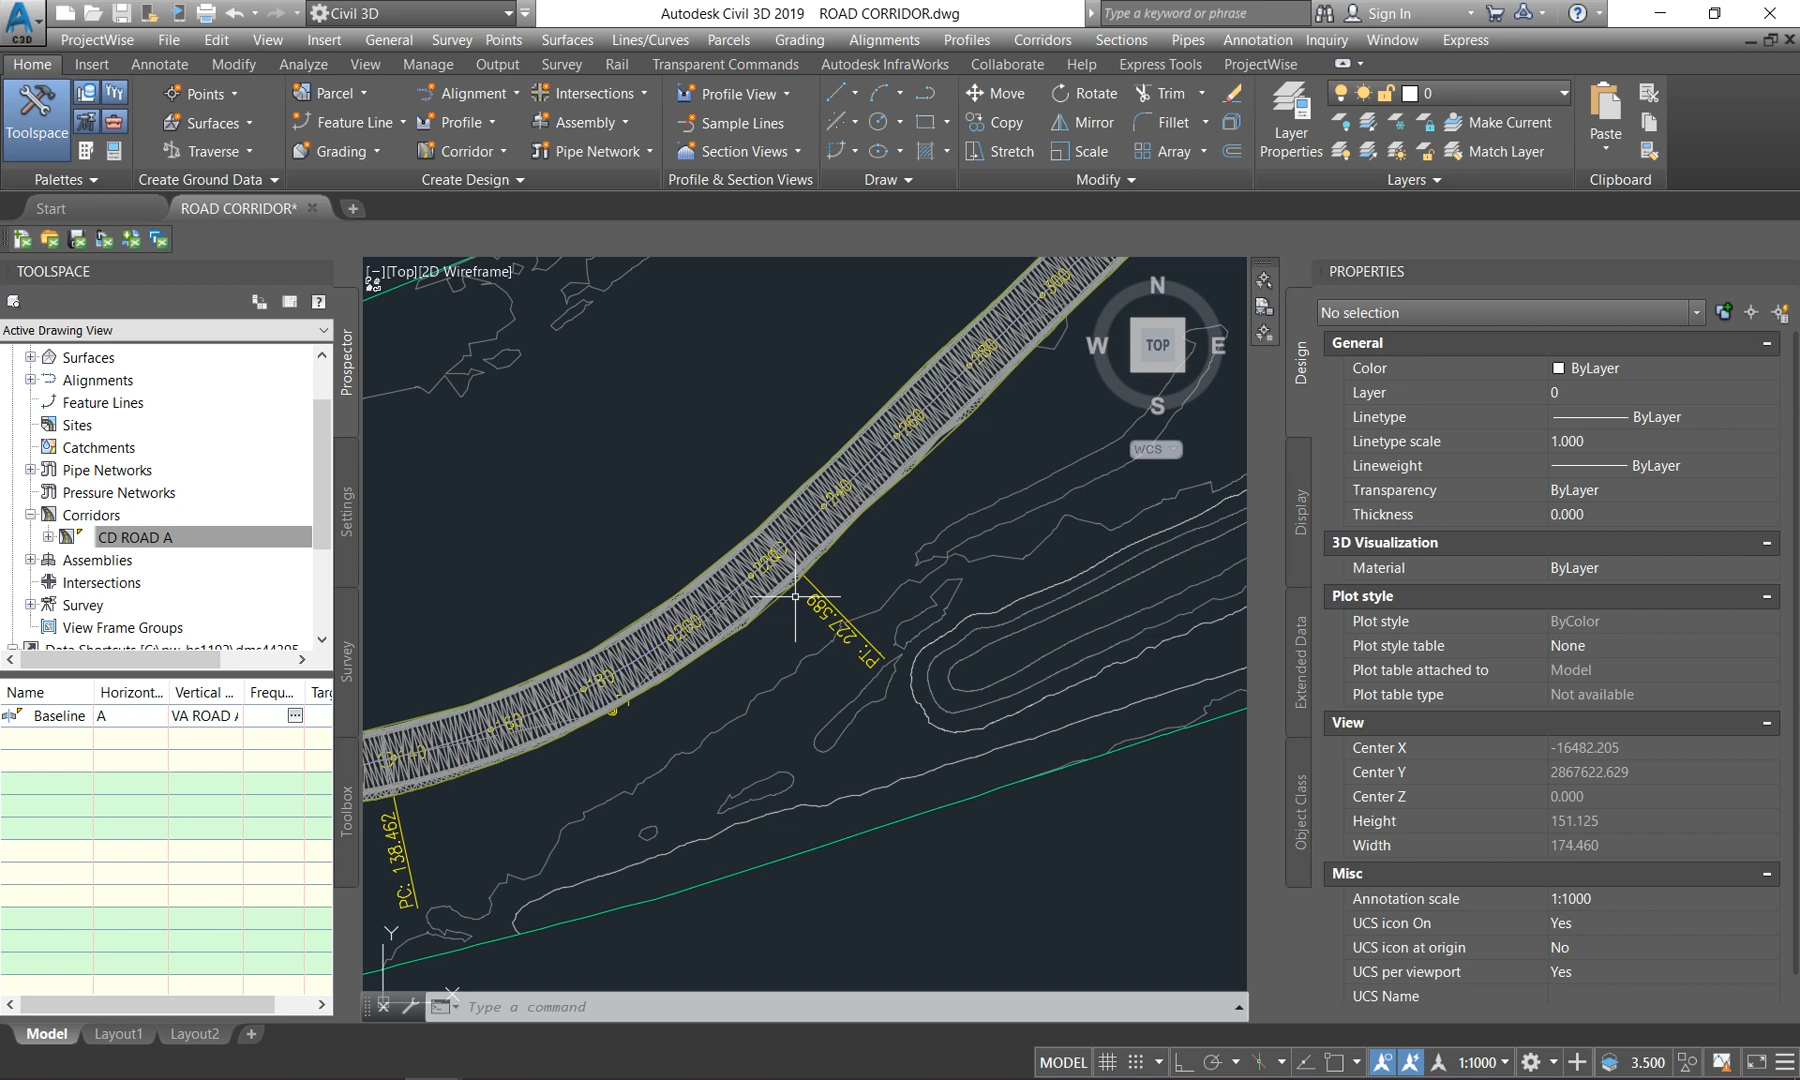 Civil 3D
Autodesk Civil 3D 2019 ROAD CORRIDOR.dwg
Type a keyword or phrase
Sign In
C3D
ProjectWise File Edit View Insert General Survey Points Surfaces Lines/Curves Parcels Grading Alignments Profiles Corridors Sections Pipes Annotation Inquiry Window Express
Home Insert Annotate Modify Analyze View Manage Output Survey Rail Transparent Commands Autodesk InfraWorks Collaborate Help Express Tools ProjectWise
Points Parcel Alignment Intersections Profile View Move Rotate Trim 0
Toolspace Surfaces Feature Line Profile Assembly Sample Lines Copy Mirror Fillet Layer Properties Make Current Paste
Traverse Grading Corridor Pipe Network Section Views Stretch Scale Array Match Layer
Palettes Create Ground Data Create Design Profile & Section Views Draw Modify Layers Clipboard
Start ROAD CORRIDOR*
TOOLSPACE
Active Drawing View
Surfaces
Alignments
Feature Lines
Sites
Catchments
Pipe Networks
Pressure Networks
Corridors
CD ROAD A
Assemblies
Intersections
Survey
View Frame Groups
Prospector
Settings
Survey
Toolbox
Name Horizont... Vertical ... Frequ...
Baseline A VA ROAD
[−][Top][2D Wireframe]
300
280
260
240
220
200
180
160
140
PT: 227.589
PC: 138.462
N
W TOP E
S
WCS
Y
X
Type a command
PROPERTIES
No selection
Design
Display
Extended Data
Object Class
General
Color ByLayer
Layer 0
Linetype ByLayer
Linetype scale 1.000
Lineweight ByLayer
Transparency ByLayer
Thickness 0.000
3D Visualization
Material ByLayer
Plot style
Plot style ByColor
Plot style table None
Plot table attached to Model
Plot table type Not available
View
Center X -16482.205
Center Y 2867622.629
Center Z 0.000
Height 151.125
Width 174.460
Misc
Annotation scale 1:1000
UCS icon On Yes
UCS icon at origin No
UCS per viewport Yes
UCS Name
Model Layout1 Layout2
MODEL 1:1000 3.500